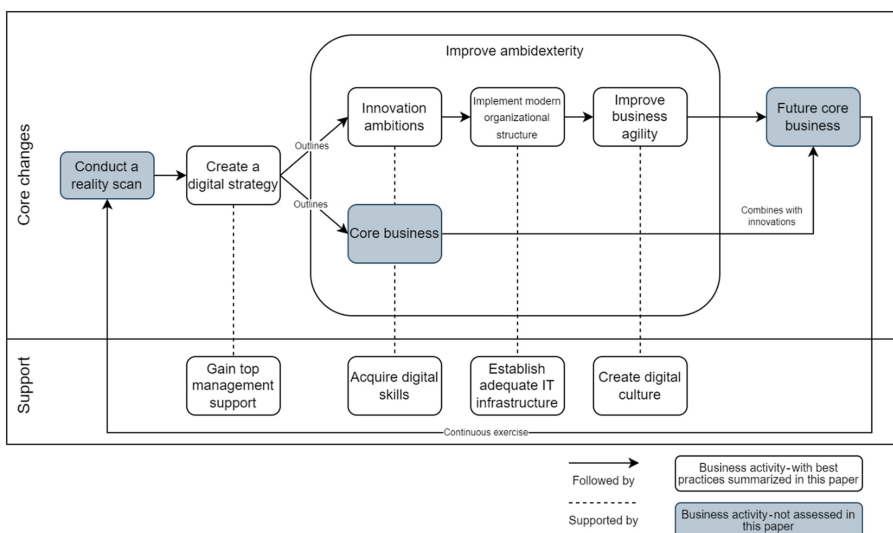 Core changes
Improve ambidexterity
Conduct a
reality scan
Create a
digital strategy
Outlines
Outlines
Innovation
ambitions
Implement modern
organizational
structure
Improve
business
agility
Future core
business
Core business
Combines with
innovations
Support
Gain top
management
support
Acquire digital
skills
Establish
adequate IT
infrastructure
Create digital
culture
Continuous exercise
Followed by
Business activity-with best
practices summarized in this paper
Supported by
Business activity-not assessed in
this paper